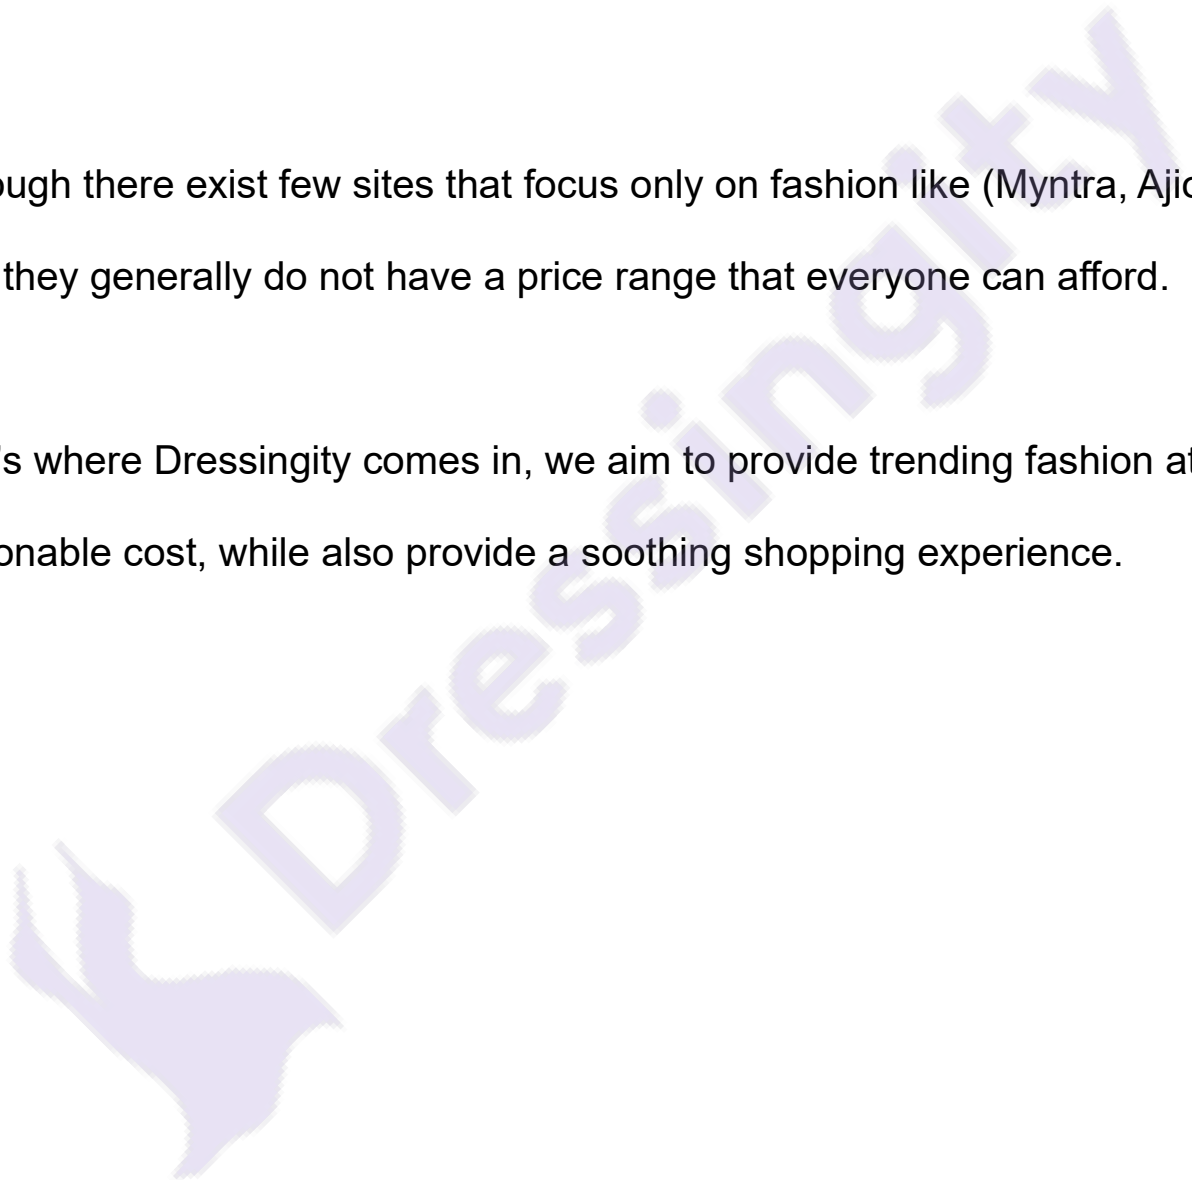 ough there exist few sites that focus only on fashion like (Myntra, Ajio
they generally do not have a price range that everyone can afford.
's where Dressingity comes in, we aim to provide trending fashion at
onable cost, while also provide a soothing shopping experience.
Dressingity